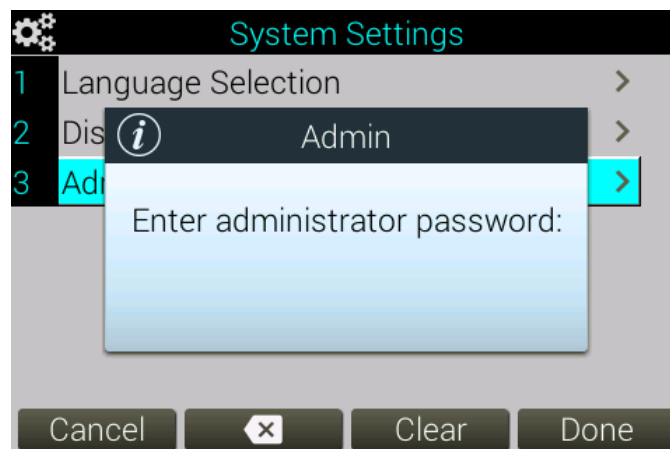 System Settings
1 Language Selection >
2 Dis >
3 Adr >
i Admin
Enter administrator password:
Cancel × Clear Done